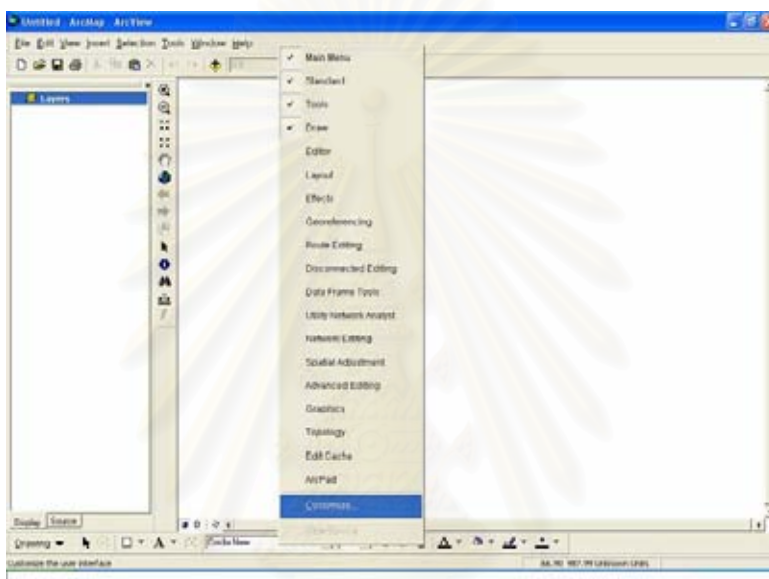 Untitled - ArcMap - ArcView
File Edit View Insert Selection Tools Window Help
Layers
Main Menu
Standard
Tools
Draw
Editor
Layout
Effects
Georeferencing
Route Editing
Disconnected Editing
Data Frame Tools
Utility Network Analyst
Network Editing
Spatial Adjustment
Advanced Editing
Graphics
Topology
Edit Cache
ArcPad
Customize...
Display Source
Drawing A A
Customize the user interface
Unknown Units